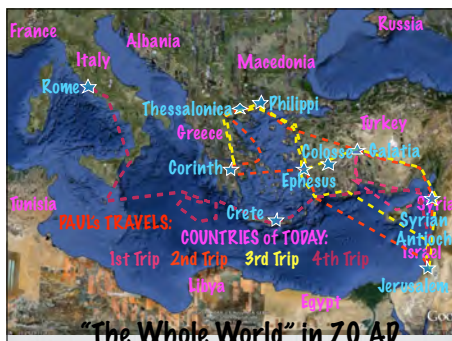 France
Russia
Albania
Italy
Macedonia
Rome
Thessalonica
Philippi
Turkey
Greece
Colosse
Galatia
Corinth
Ephesus
Tunisia
Syria
PAUL's TRAVELS:
Crete
Syrian
Antioch
COUNTRIES of TODAY:
Israel
1st Trip 2nd Trip 3rd Trip 4th Trip
Libya
Jerusalem
Egypt
"The Whole World" in 70 AD